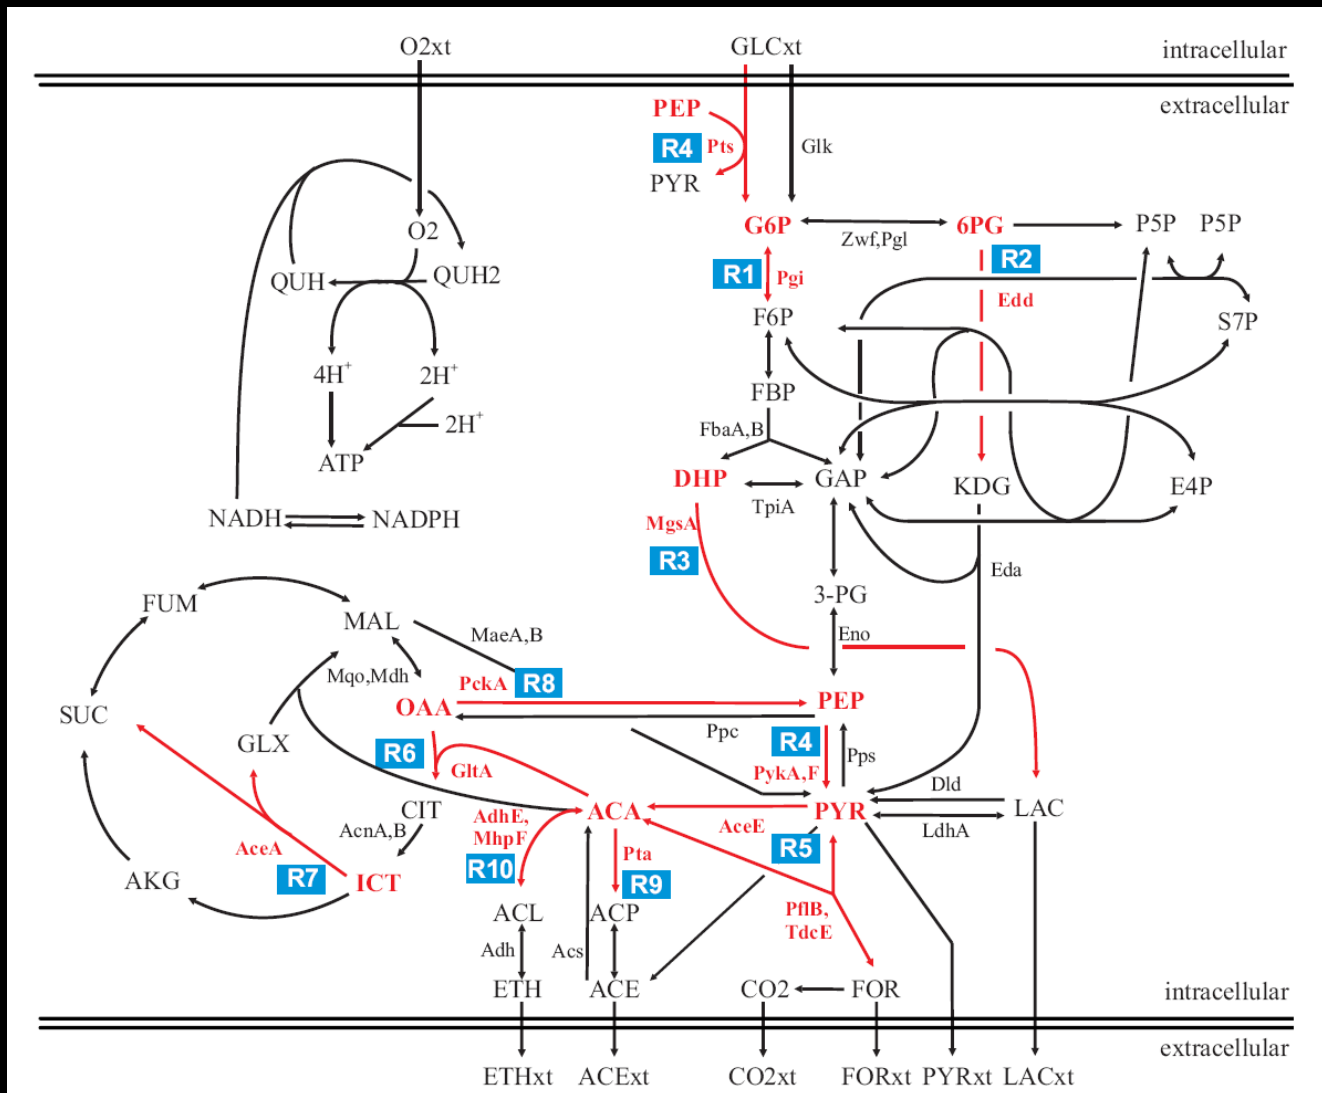 O2xt
GLCxt
intracellular
extracellular
PEP
R4
Pts
Glk
PYR
G6P
Zwf,Pgl
6PG
P5P
P5P
O2
R2
R1
Pgi
QUH
QUH2
Edd
F6P
S7P
4H+
2H+
FBP
2H+
FbaA,B
ATP
DHP
GAP
KDG
E4P
TpiA
NADH
NADPH
MgsA
R3
Eda
3-PG
FUM
MAL
MaeA,B
Eno
Mqo,Mdh
PckA
R8
PEP
OAA
SUC
Ppc
GLX
R6
R4
Pps
GltA
PykA,F
Dld
CIT
ACA
PYR
LAC
AdhE,
MhpF
AceE
LdhA
AcnA,B
AceA
Pta
R5
R10
R7
ICT
R9
AKG
ACL
ACP
PflB,
TdcE
Adh
Acs
ETH
ACE
CO2
FOR
intracellular
extracellular
ETHxt
ACExt
CO2xt
FORxt
PYRxt
LACxt